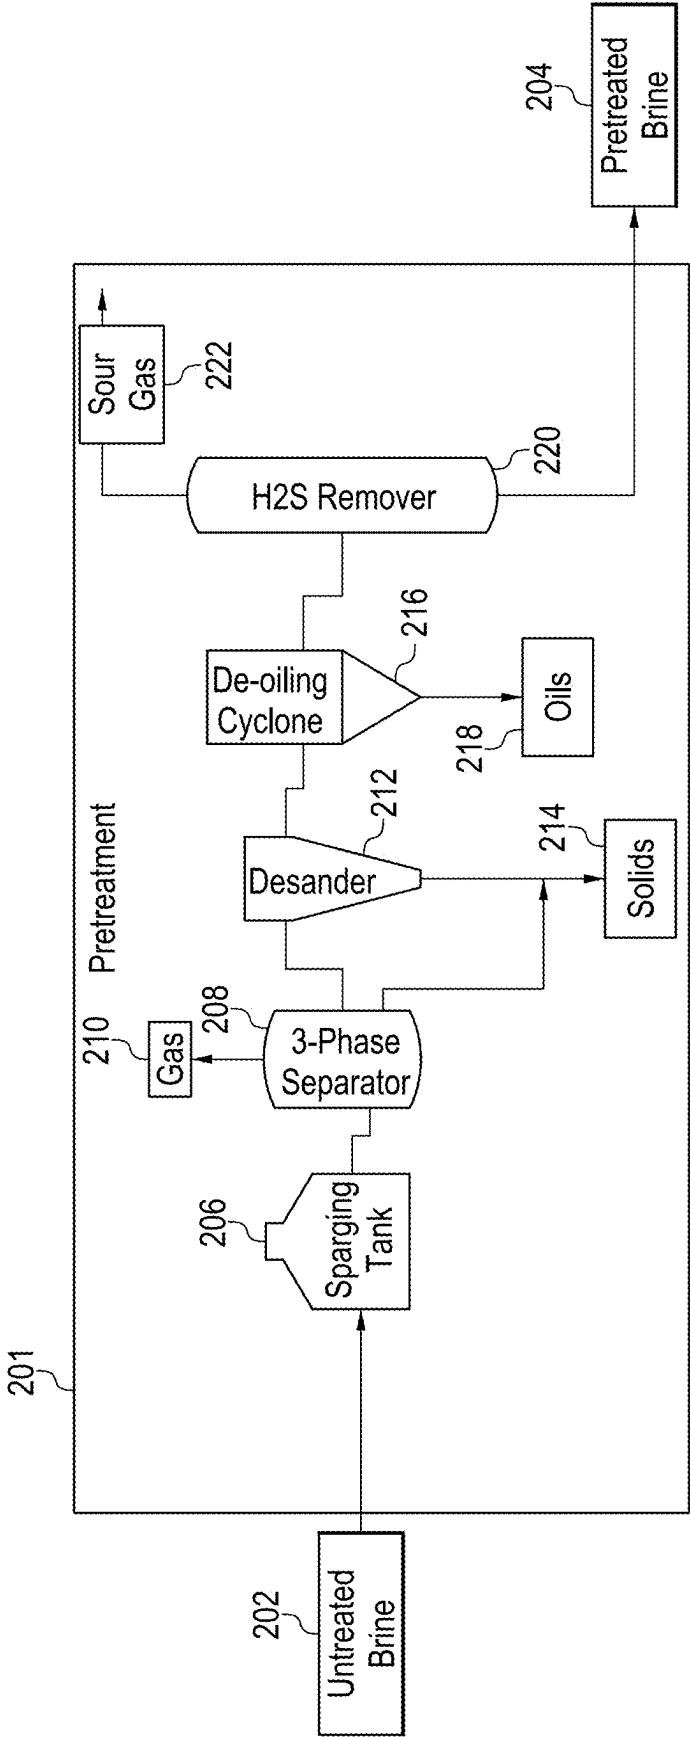 201
Pretreatment
202
Untreated
Brine
206
Sparging
Tank
208
3-Phase
Separator
210
Gas
212
Desander
214
Solids
216
De-oiling
Cyclone
218
Oils
220
H2S Remover
222
Sour
Gas
204
Pretreated
Brine